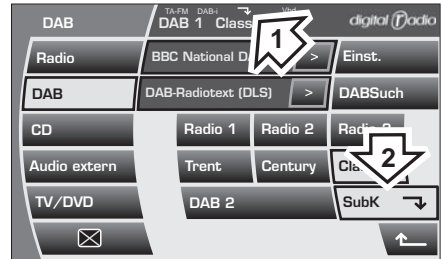 DAB
TA-FM DAB-i Vbd
DAB 1 Class
digital radio
Radio
BBC National D >
Einst.
1
DAB
DAB-Radiotext (DLS) >
DABSuch
CD
Radio 1 Radio 2
Audio extern
Trent Century
2
TV/DVD
DAB 2
SubK